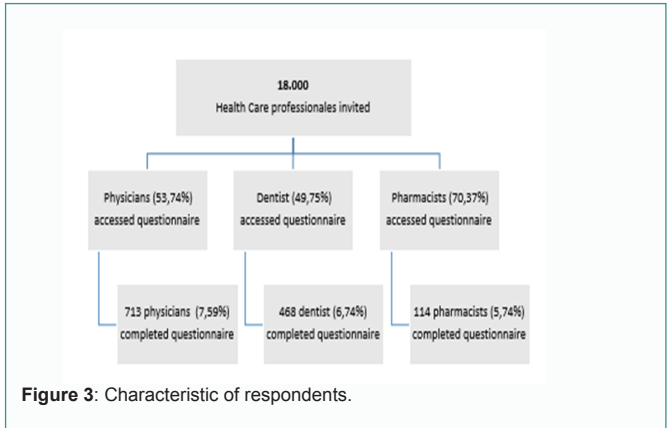 18.000
Health Care professionales invited
Physicians (53,74%)
accessed questionnaire
Dentist (49,75%)
accessed questionnaire
Pharmacists (70,37%)
accessed questionnaire
713 physicians (7,59%)
completed questionnaire
468 dentist (6,74%)
completed questionnaire
114 pharmacists (5,74%)
completed questionnaire
Figure 3: Characteristic of respondents.